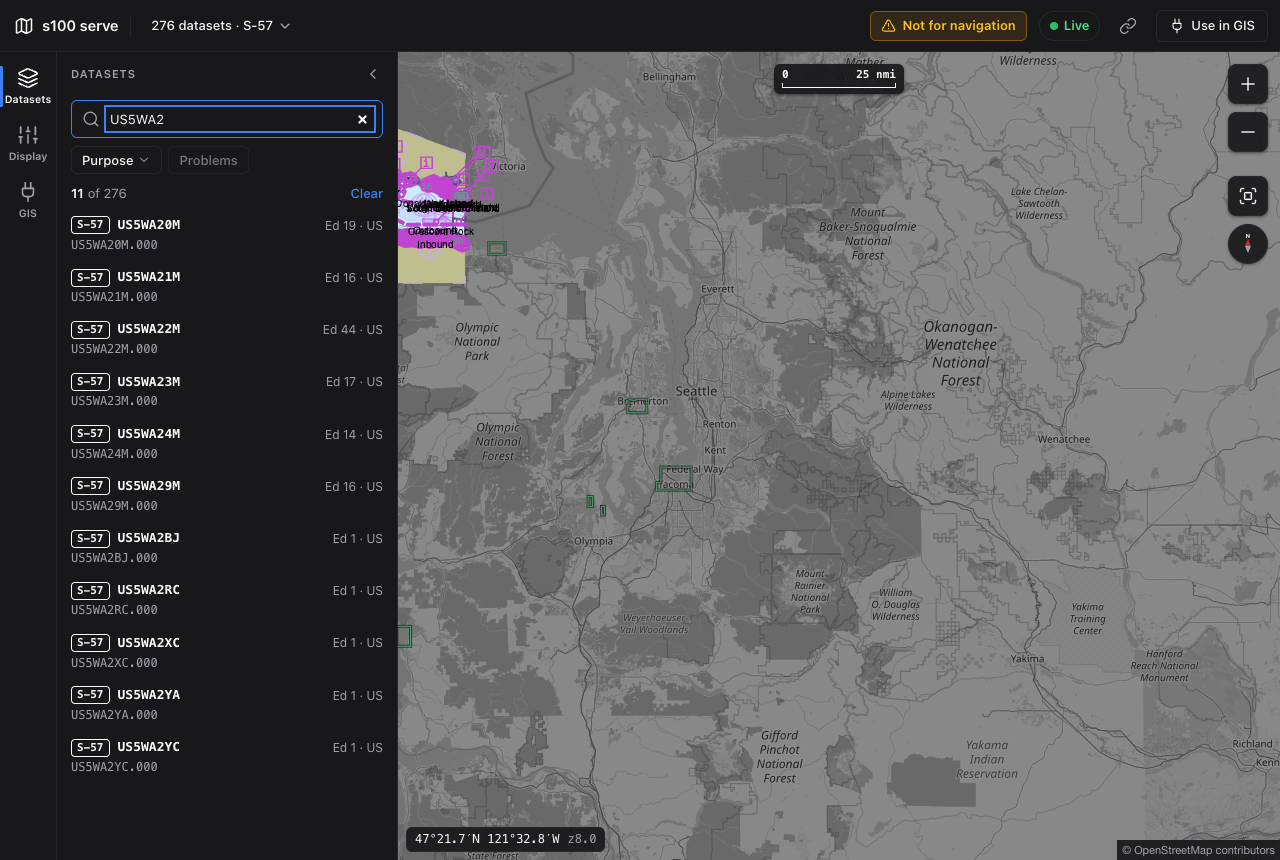 s100 serve
276 datasets · S-57
Not for navigation
Live
Use in GIS
Datasets
Display
GIS
DATASETS
US5WA2
Purpose
Problems
11 of 276
Clear
S-57 US5WA20M Ed 19 · US
US5WA20M.000
S-57 US5WA21M Ed 16 · US
US5WA21M.000
S-57 US5WA22M Ed 44 · US
US5WA22M.000
S-57 US5WA23M Ed 17 · US
US5WA23M.000
S-57 US5WA24M Ed 14 · US
US5WA24M.000
S-57 US5WA29M Ed 16 · US
US5WA29M.000
S-57 US5WA2BJ Ed 1 · US
US5WA2BJ.000
S-57 US5WA2RC Ed 1 · US
US5WA2RC.000
S-57 US5WA2XC Ed 1 · US
US5WA2XC.000
S-57 US5WA2YA Ed 1 · US
US5WA2YA.000
S-57 US5WA2YC Ed 1 · US
US5WA2YC.000
0 25 nmi
Mather
Wilderness
Bellingham
Victoria
Inbound
Lake Chelan-
Sawtooth
Wilderness
Mount
Baker-Snoqualmie
National
Forest
N
Everett
Olympic
National
Park
Okanogan-
Wenatchee
National
Forest
Seattle
Bremerton
Alpine Lakes
Wilderness
Olympic
National
Forest
Renton
Kent
Wenatchee
Federal Way
Tacoma
Olympia
Mount
Rainier
National
Park
William
O. Douglas
Wilderness
Weyerhaeuser
Vail Woodlands
Yakima
Training
Center
Yakima
Hanford
Reach National
Monument
Gifford
Pinchot
National
Forest
Yakama
Indian
Reservation
Richland
Kenn
47°21.7′N 121°32.8′W z8.0
State Forest
© OpenStreetMap contributors